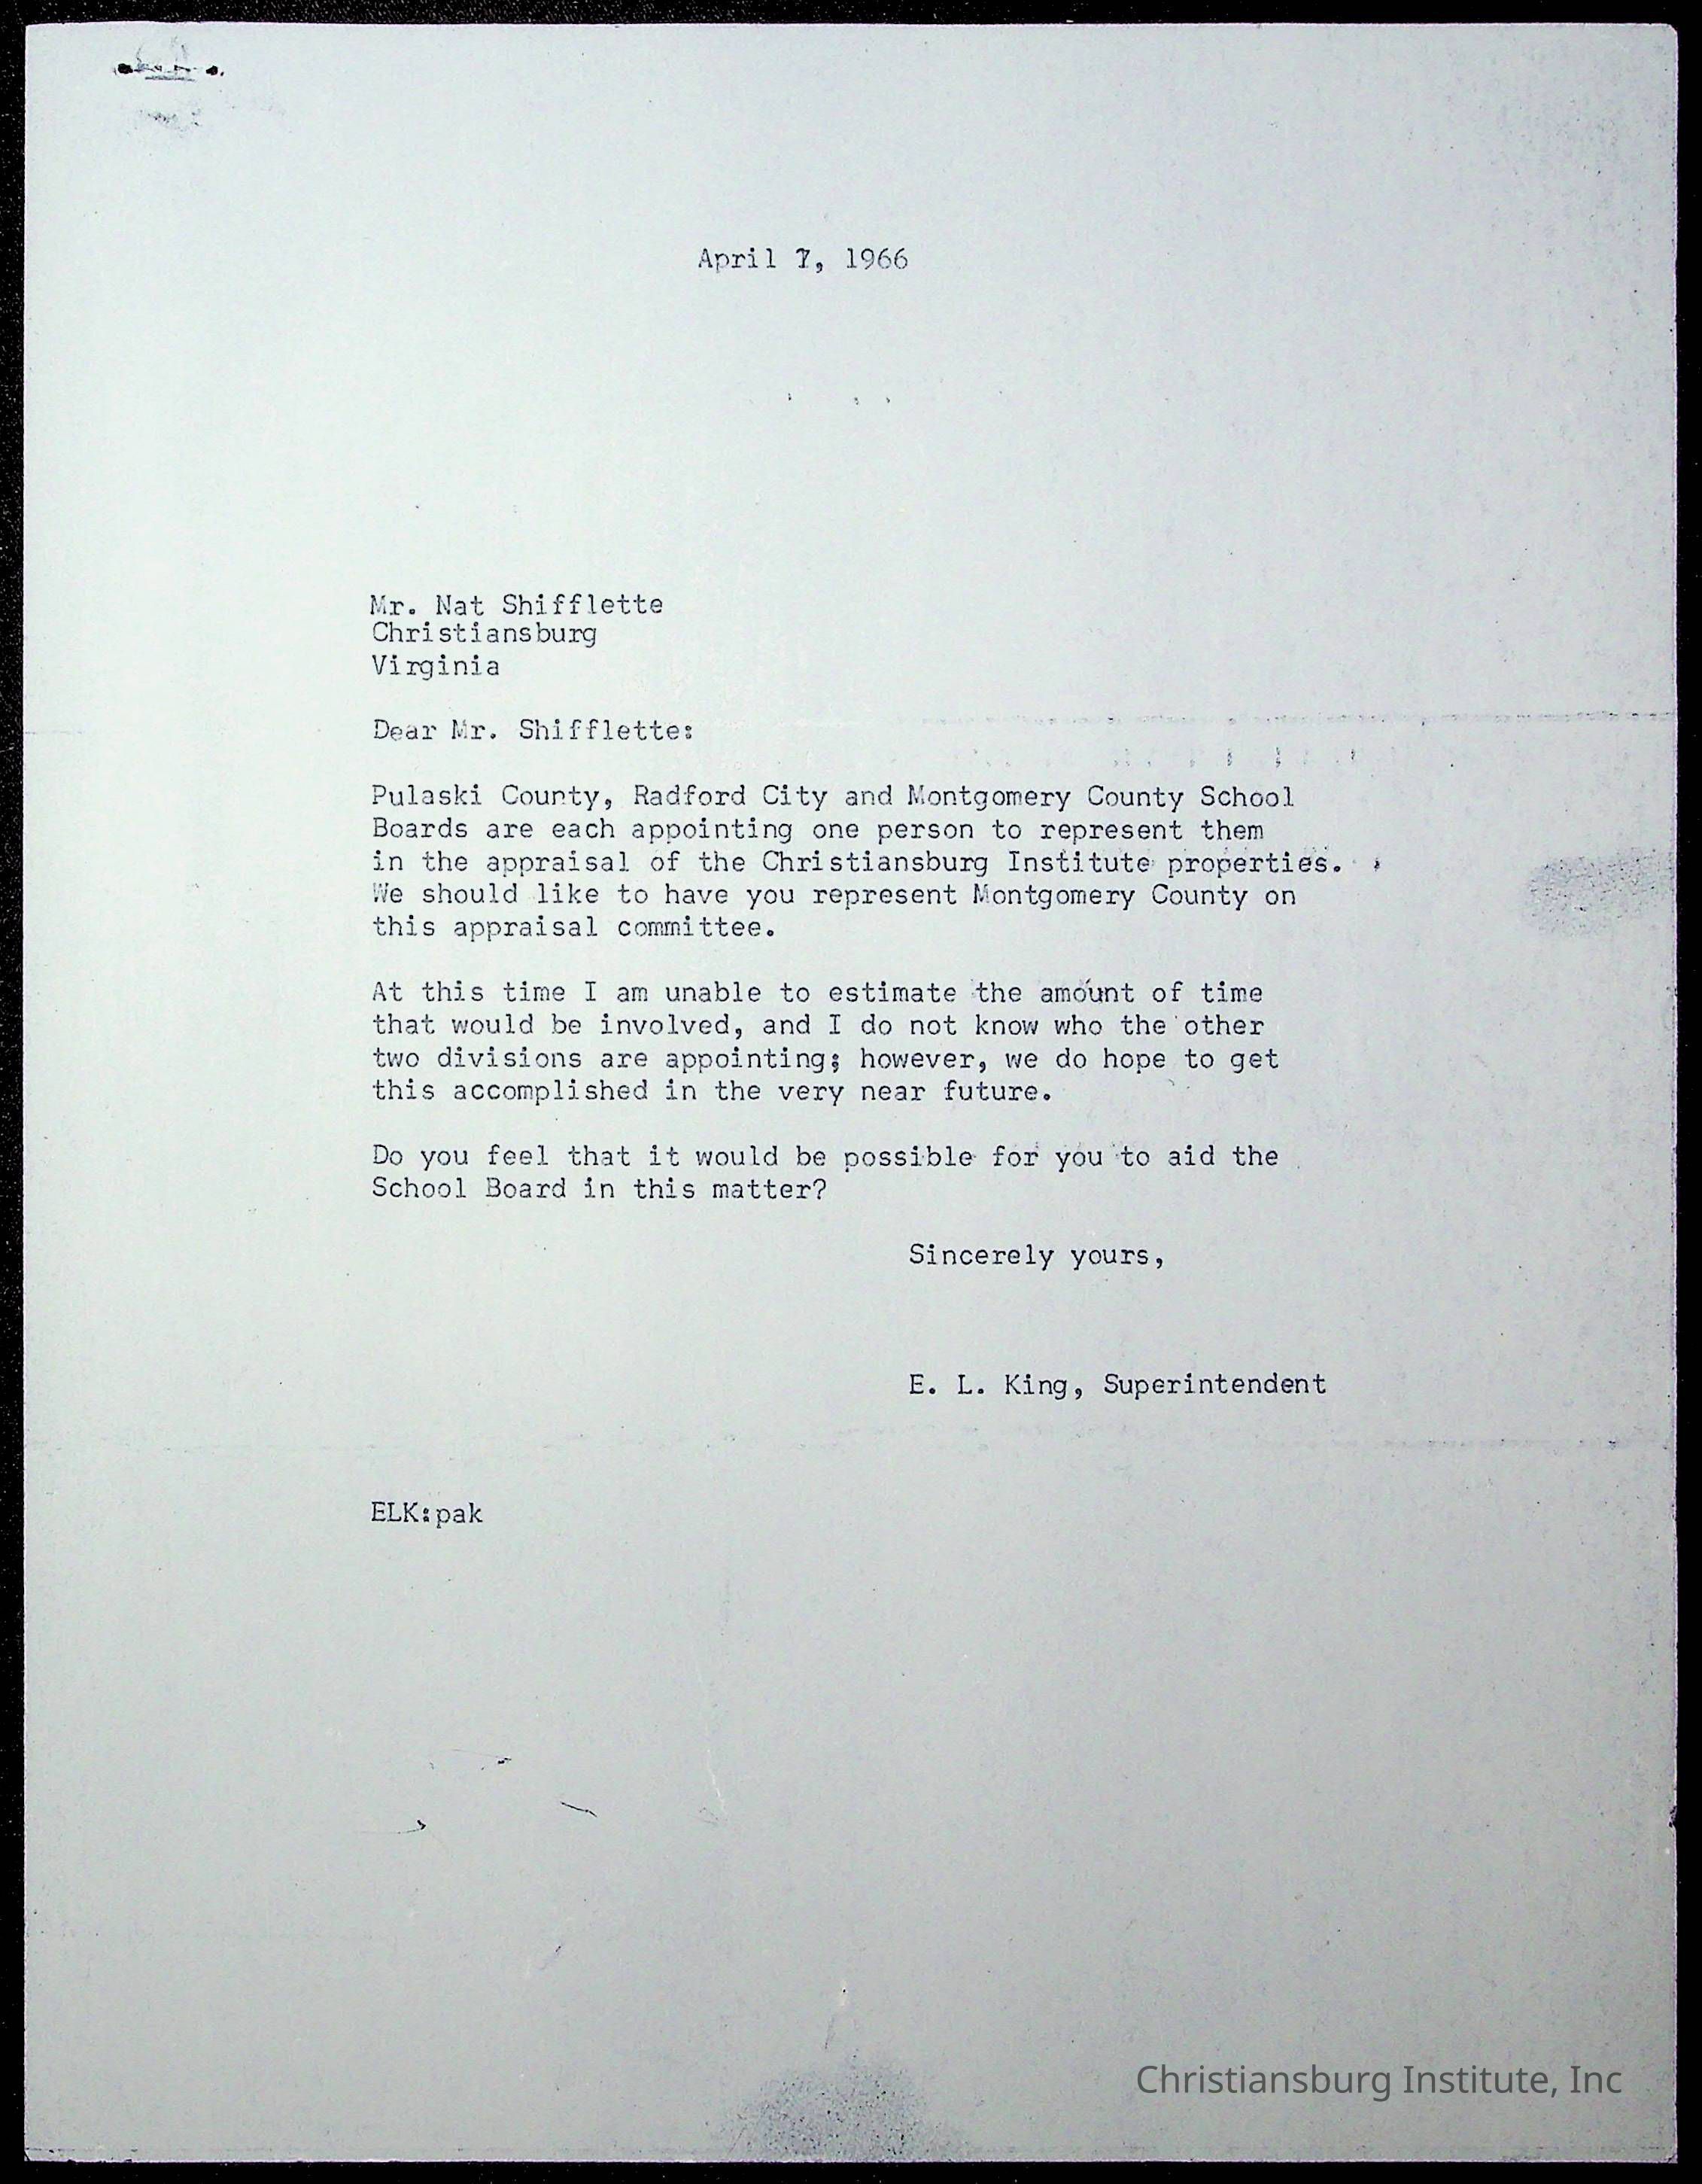 April 7, 1966
Mr. Nat Shifflette
Christiansburg
Virginia
Dear Mr. Shifflette:
Pulaski County, Radford City and Montgomery County School
Boards are each appointing one person to represent them
in the appraisal of the Christiansburg Institute properties.
We should like to have you represent Montgomery County on
this appraisal committee.
At this time I am unable to estimate the amount of time
that would be involved, and I do not know who the other
two divisions are appointing; however, we do hope to get
this accomplished in the very near future.
Do you feel that it would be possible for you to aid the
School Board in this matter?
Sincerely yours,
E. L. King, Superintendent
ELK:pak
Christiansburg Institute, Inc